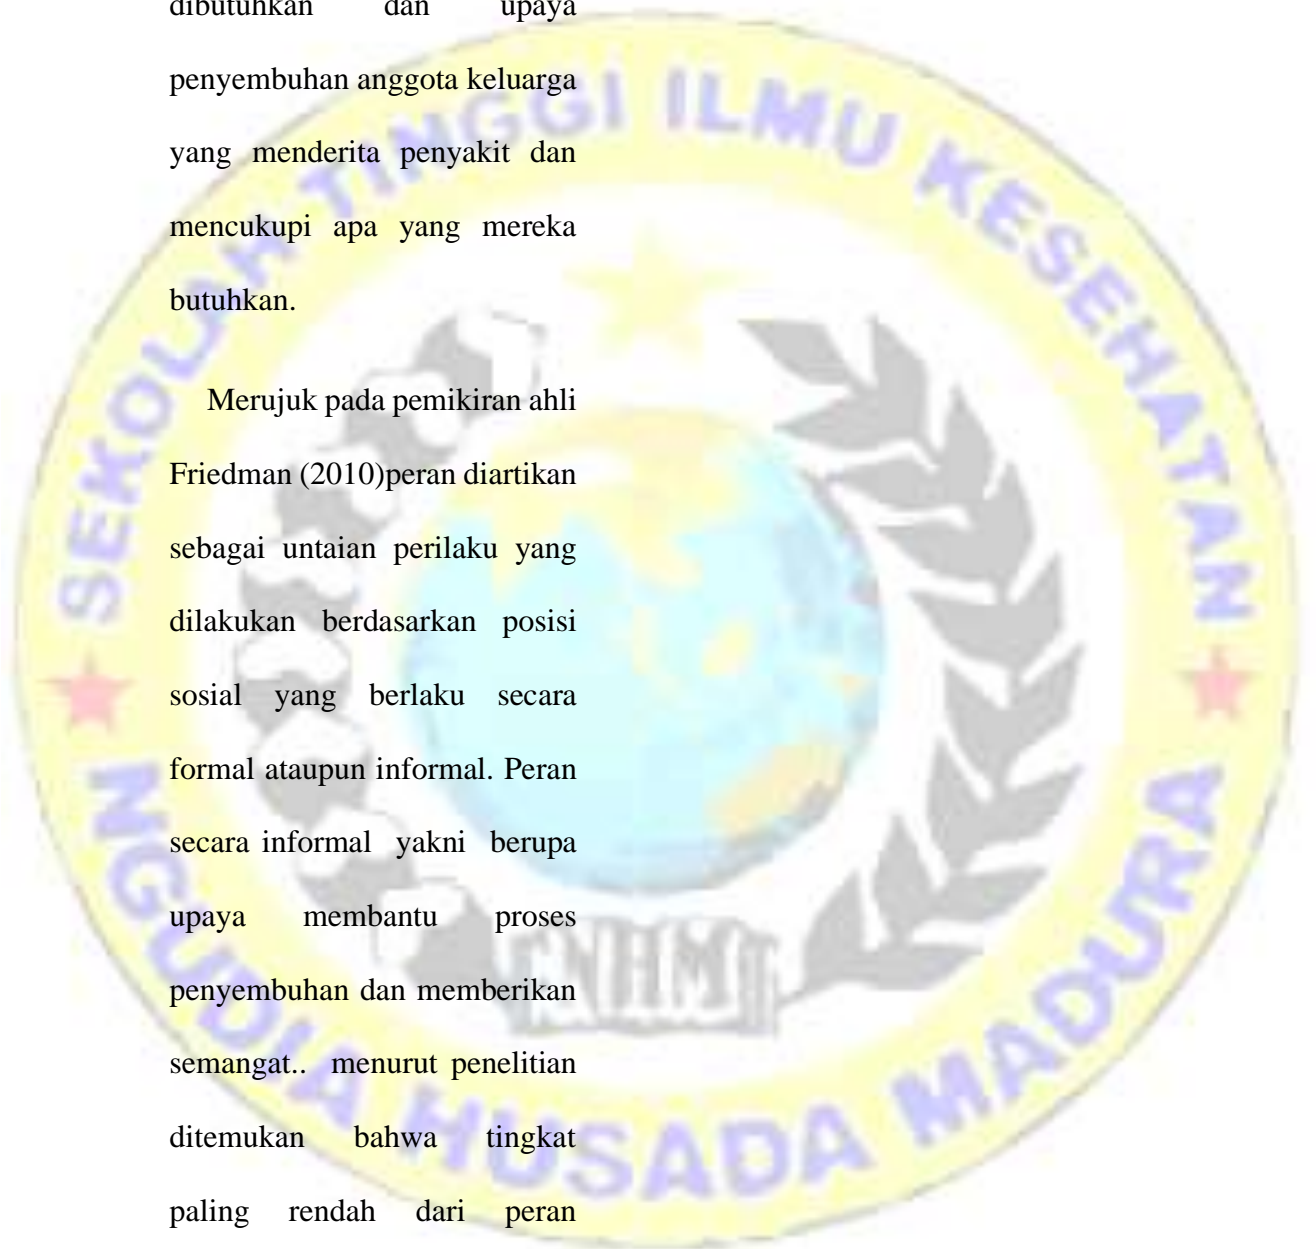 dibutuhkan dan upaya
penyembuhan anggota keluarga
yang menderita penyakit dan
mencukupi apa yang mereka
butuhkan.
Merujuk pada pemikiran ahli
Friedman (2010)peran diartikan
sebagai untaian perilaku yang
dilakukan berdasarkan posisi
sosial yang berlaku secara
formal ataupun informal. Peran
secara informal yakni berupa
upaya membantu proses
penyembuhan dan memberikan
semangat.. menurut penelitian
ditemukan bahwa tingkat
paling rendah dari peran
SEKOLAH TINGGI ILMU KESEHATAN
NGUDIA HUSADA MADURA
NHM